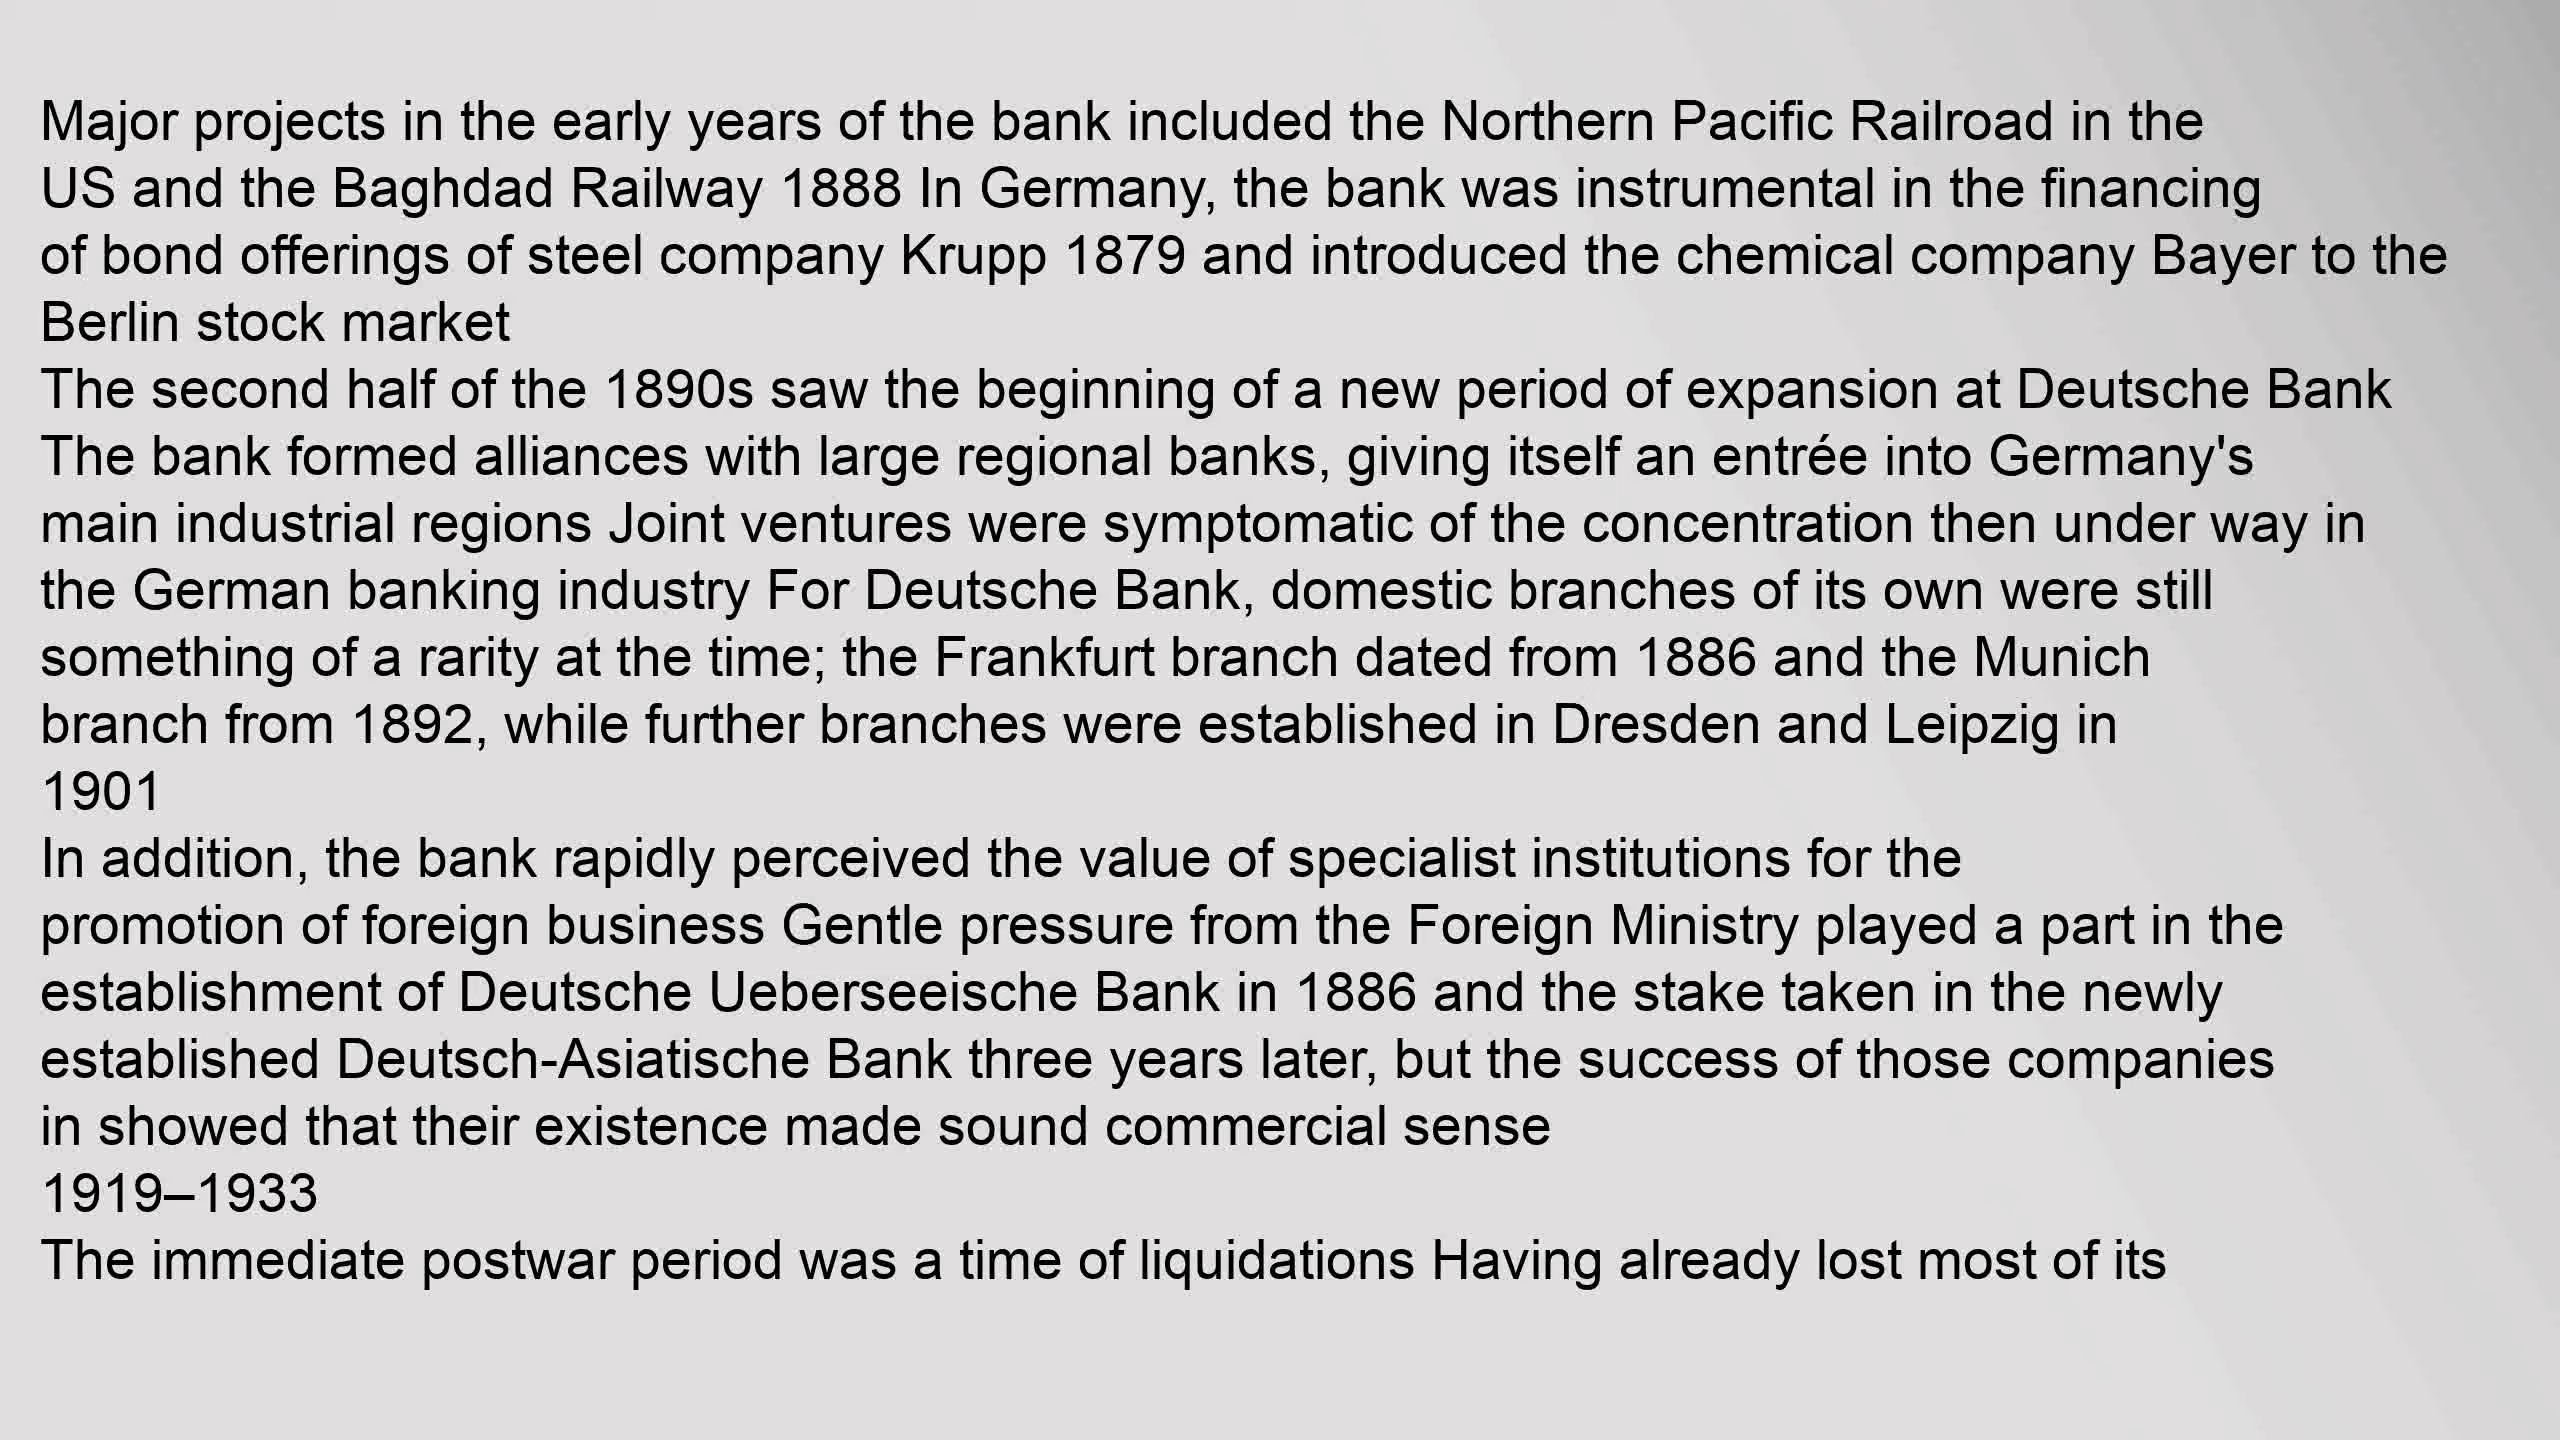 Major projects in the early years of the bank included the Northern Pacific Railroad in the
US and the Baghdad Railway 1888 In Germany, the bank was instrumental in the financing
of bond offerings of steel company Krupp 1879 and introduced the chemical company Bayer to the
Berlin stock market
The second half of the 1890s saw the beginning of a new period of expansion at Deutsche Bank
The bank formed alliances with large regional banks, giving itself an entrée into Germany's
main industrial regions Joint ventures were symptomatic of the concentration then under way in
the German banking industry For Deutsche Bank, domestic branches of its own were still
something of a rarity at the time; the Frankfurt branch dated from 1886 and the Munich
branch from 1892, while further branches were established in Dresden and Leipzig in
1901
In addition, the bank rapidly perceived the value of specialist institutions for the
promotion of foreign business Gentle pressure from the Foreign Ministry played a part in the
establishment of Deutsche Ueberseeische Bank in 1886 and the stake taken in the newly
established Deutsch-Asiatische Bank three years later, but the success of those companies
in showed that their existence made sound commercial sense
1919–1933
The immediate postwar period was a time of liquidations Having already lost most of its